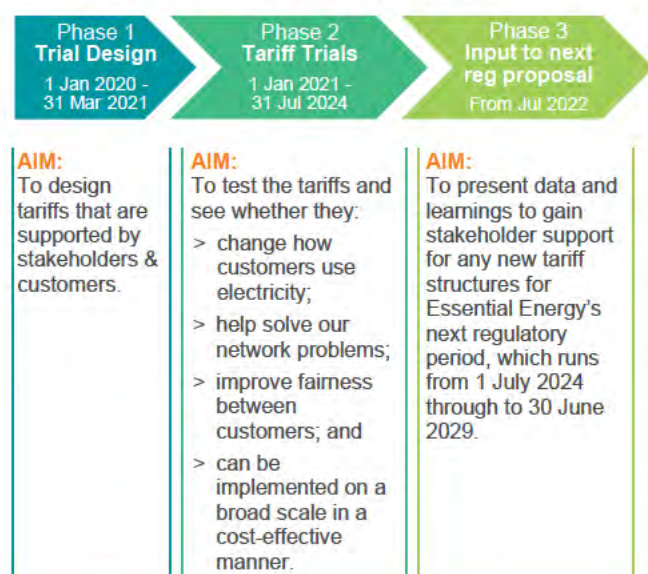 Phase 1
Trial Design
1 Jan 2020 -
31 Mar 2021
Phase 2
Tariff Trials
1 Jan 2021 -
31 Jul 2024
Phase 3
Input to next
reg proposal
From Jul 2022
AIM:
To design
tariffs that are
supported by
stakeholders &
customers.
AIM:
To test the tariffs and
see whether they:
> change how
customers use
electricity;
> help solve our
network problems;
> improve fairness
between
customers; and
> can be
implemented on a
broad scale in a
cost-effective
manner.
AIM:
To present data and
learnings to gain
stakeholder support
for any new tariff
structures for
Essential Energy's
next regulatory
period, which runs
from 1 July 2024
through to 30 June
2029.